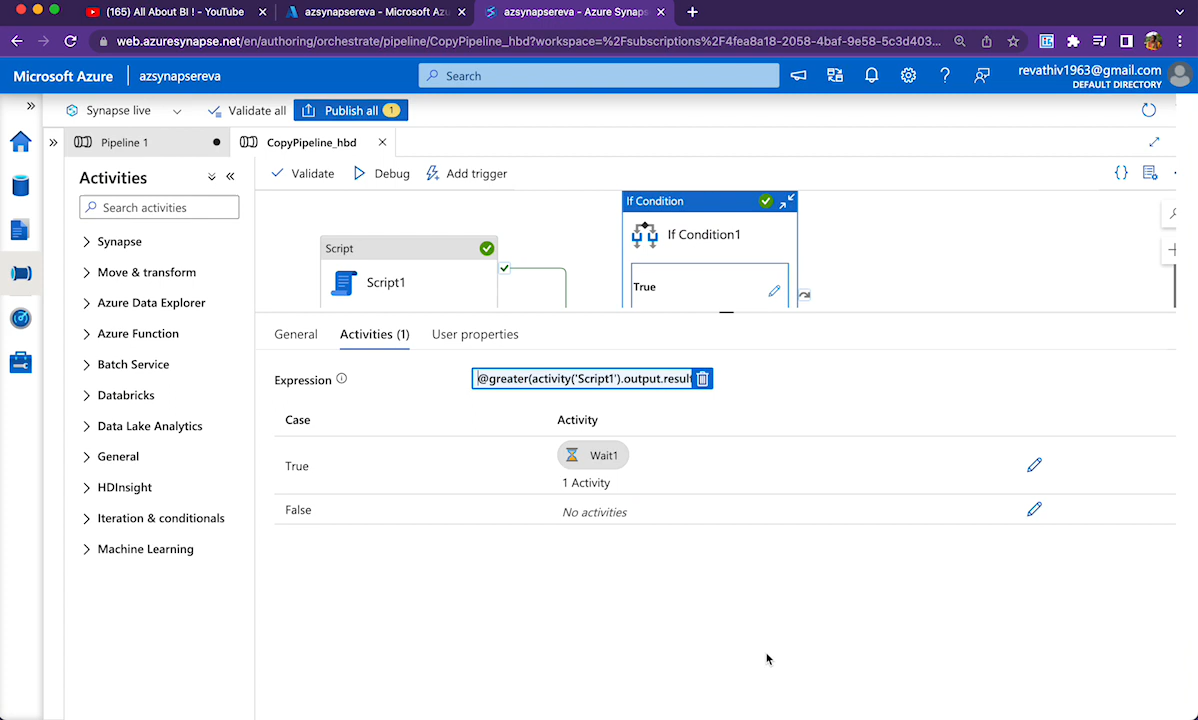 (165) All About BI ! - YouTube
azsynapsereva - Microsoft Azu
azsynapsereva - Azure Synaps
web.azuresynapse.net/en/authoring/orchestrate/pipeline/CopyPipeline_hbd?workspace=%2Fsubscriptions%2F4fea8a18-2058-4baf-9e58-5c3d403...
Microsoft Azure
azsynapsereva
Search
revathiv1963@gmail.com
DEFAULT DIRECTORY
Synapse live
Validate all
Publish all
1
Pipeline 1
CopyPipeline_hbd
Activities
Validate
Debug
Add trigger
Search activities
Synapse
Move & transform
Azure Data Explorer
Azure Function
Batch Service
Databricks
Data Lake Analytics
General
HDInsight
Iteration & conditionals
Machine Learning
Script
Script1
If Condition
If Condition1
True
General
Activities (1)
User properties
Expression
@greater(activity('Script1').output.result
Case
Activity
True
Wait1
1 Activity
False
No activities